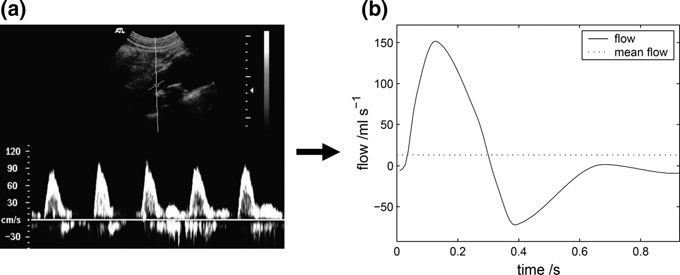 (a)
ATL
120
90
60
30
cm/s
-30
(b)
flow
mean flow
150
100
50
0
−50
flow /ml s⁻¹
0 0.2 0.4 0.6 0.8
time /s